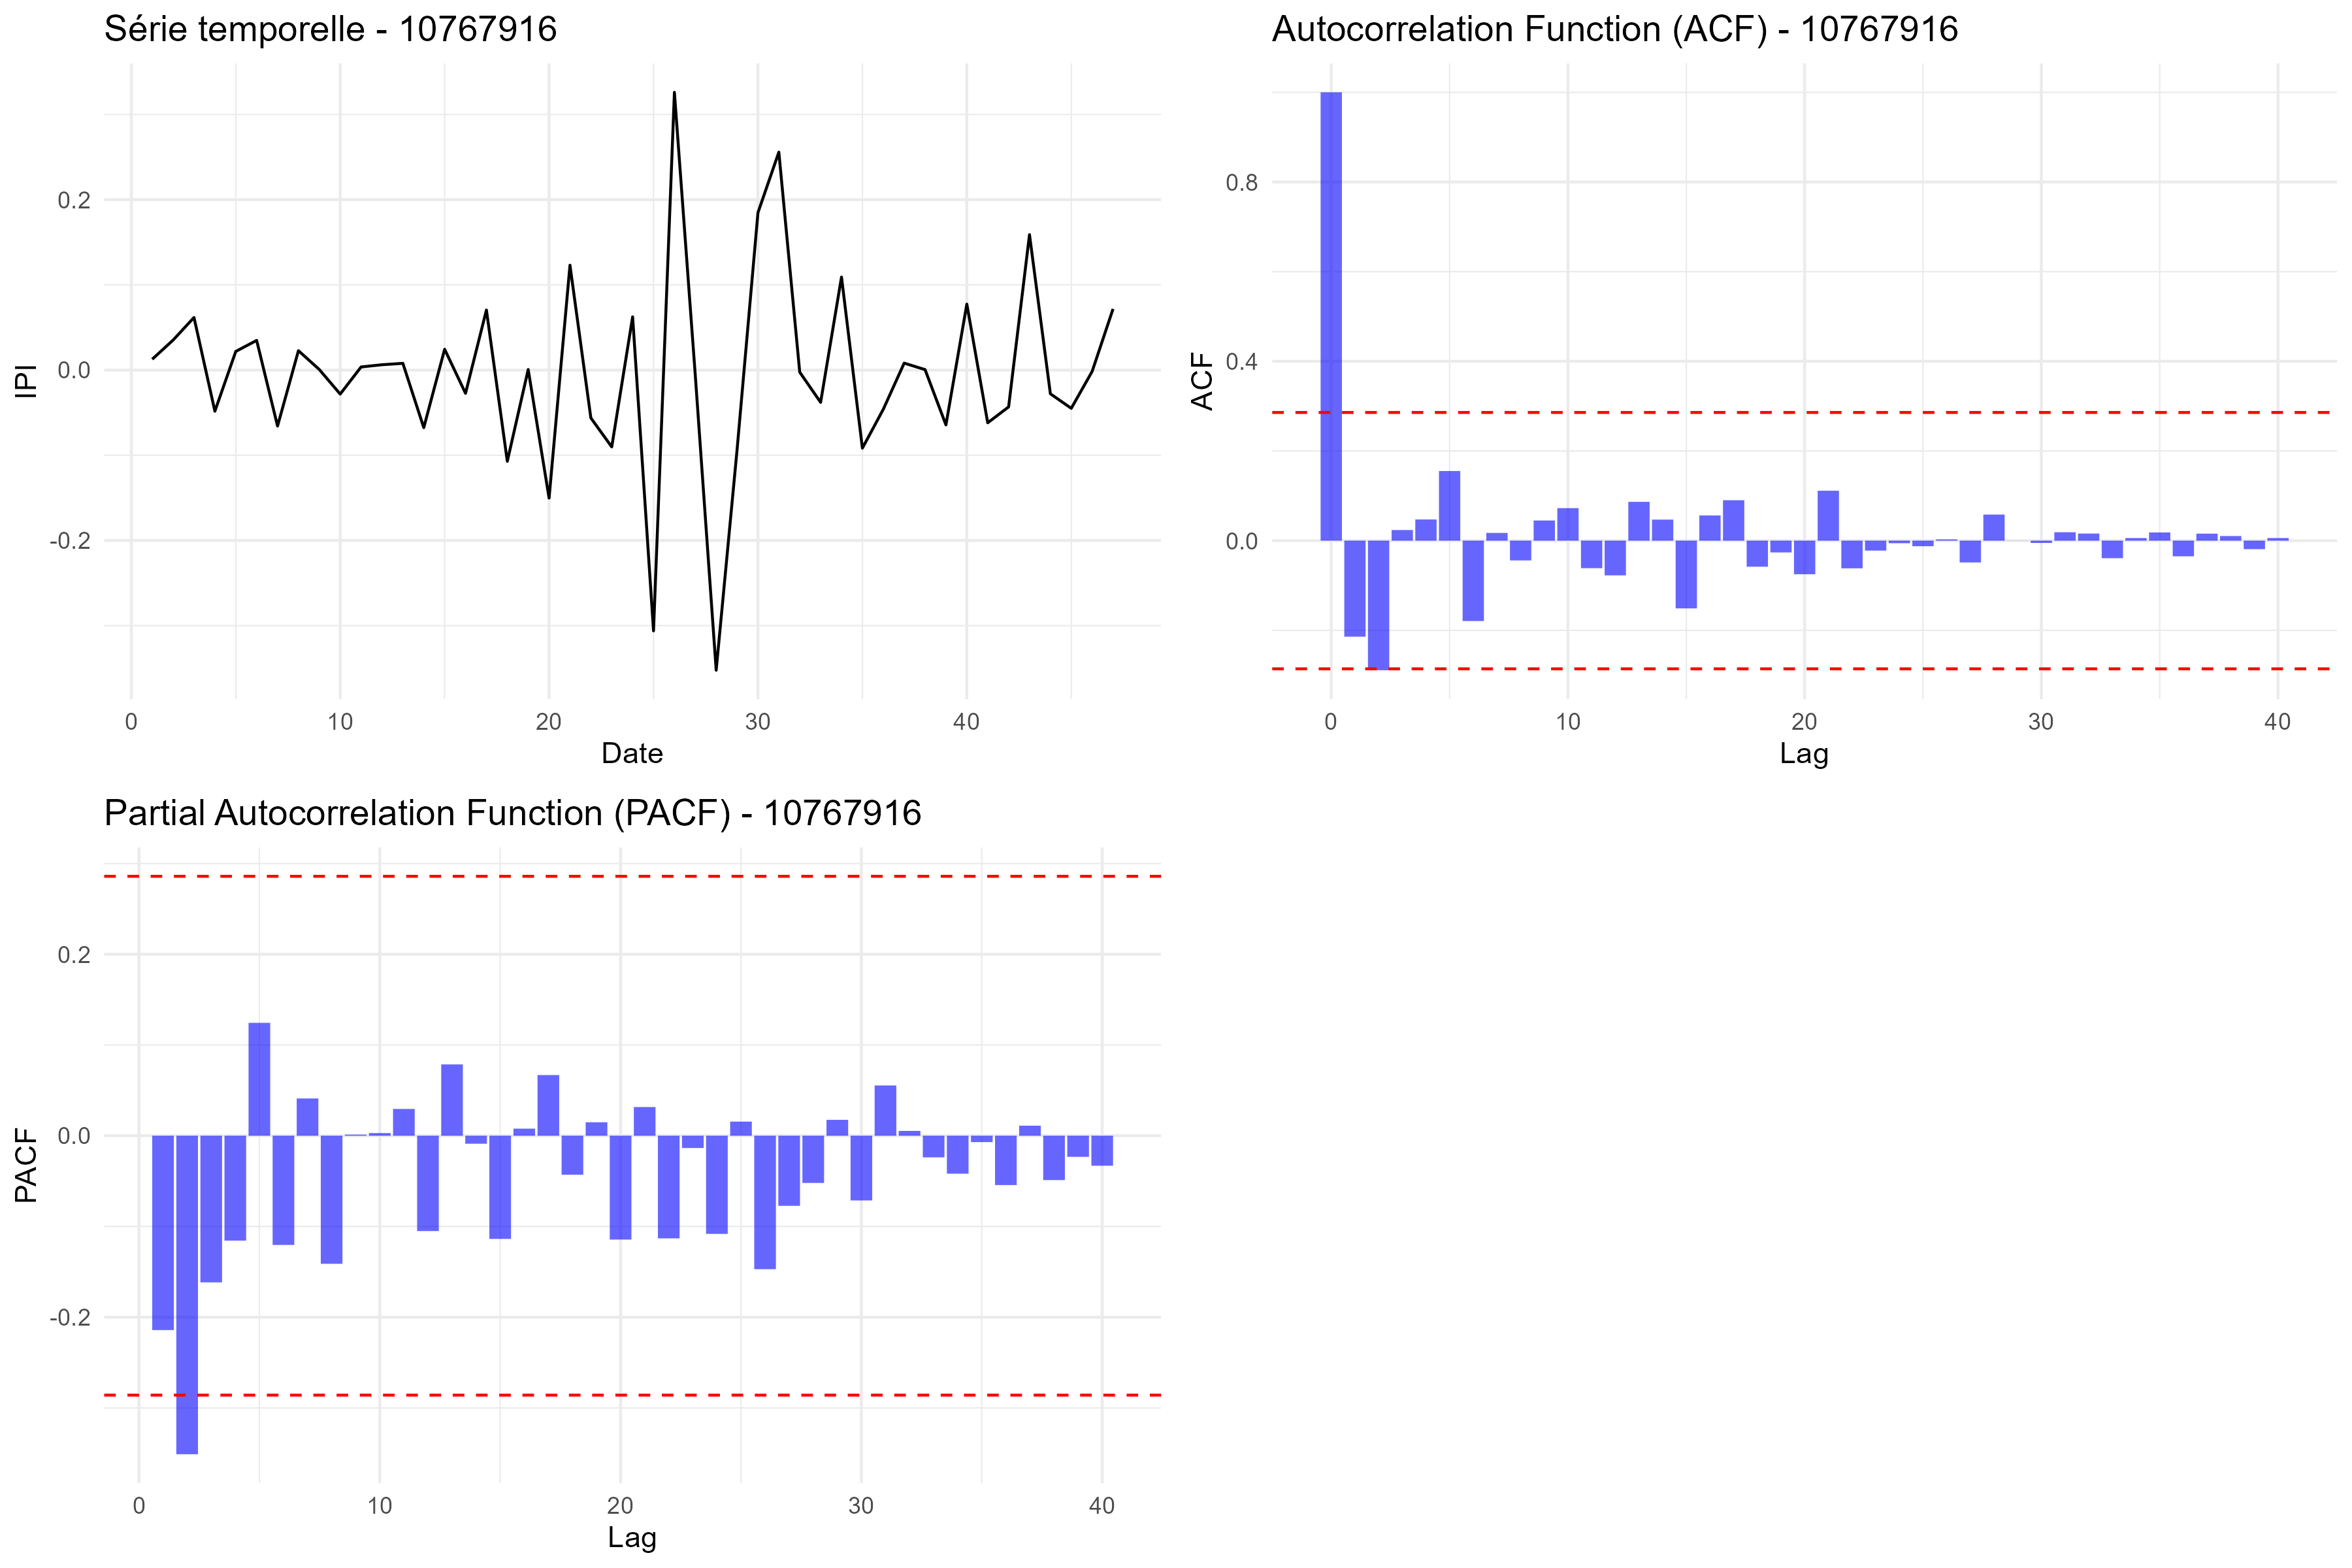 Série temporelle - 10767916
IPI
0.2
0.0
-0.2
0
10
20
30
40
Date
Autocorrelation Function (ACF) - 10767916
ACF
0.8
0.4
0.0
0
10
20
30
40
Lag
Partial Autocorrelation Function (PACF) - 10767916
PACF
0.2
0.0
-0.2
0
10
20
30
40
Lag